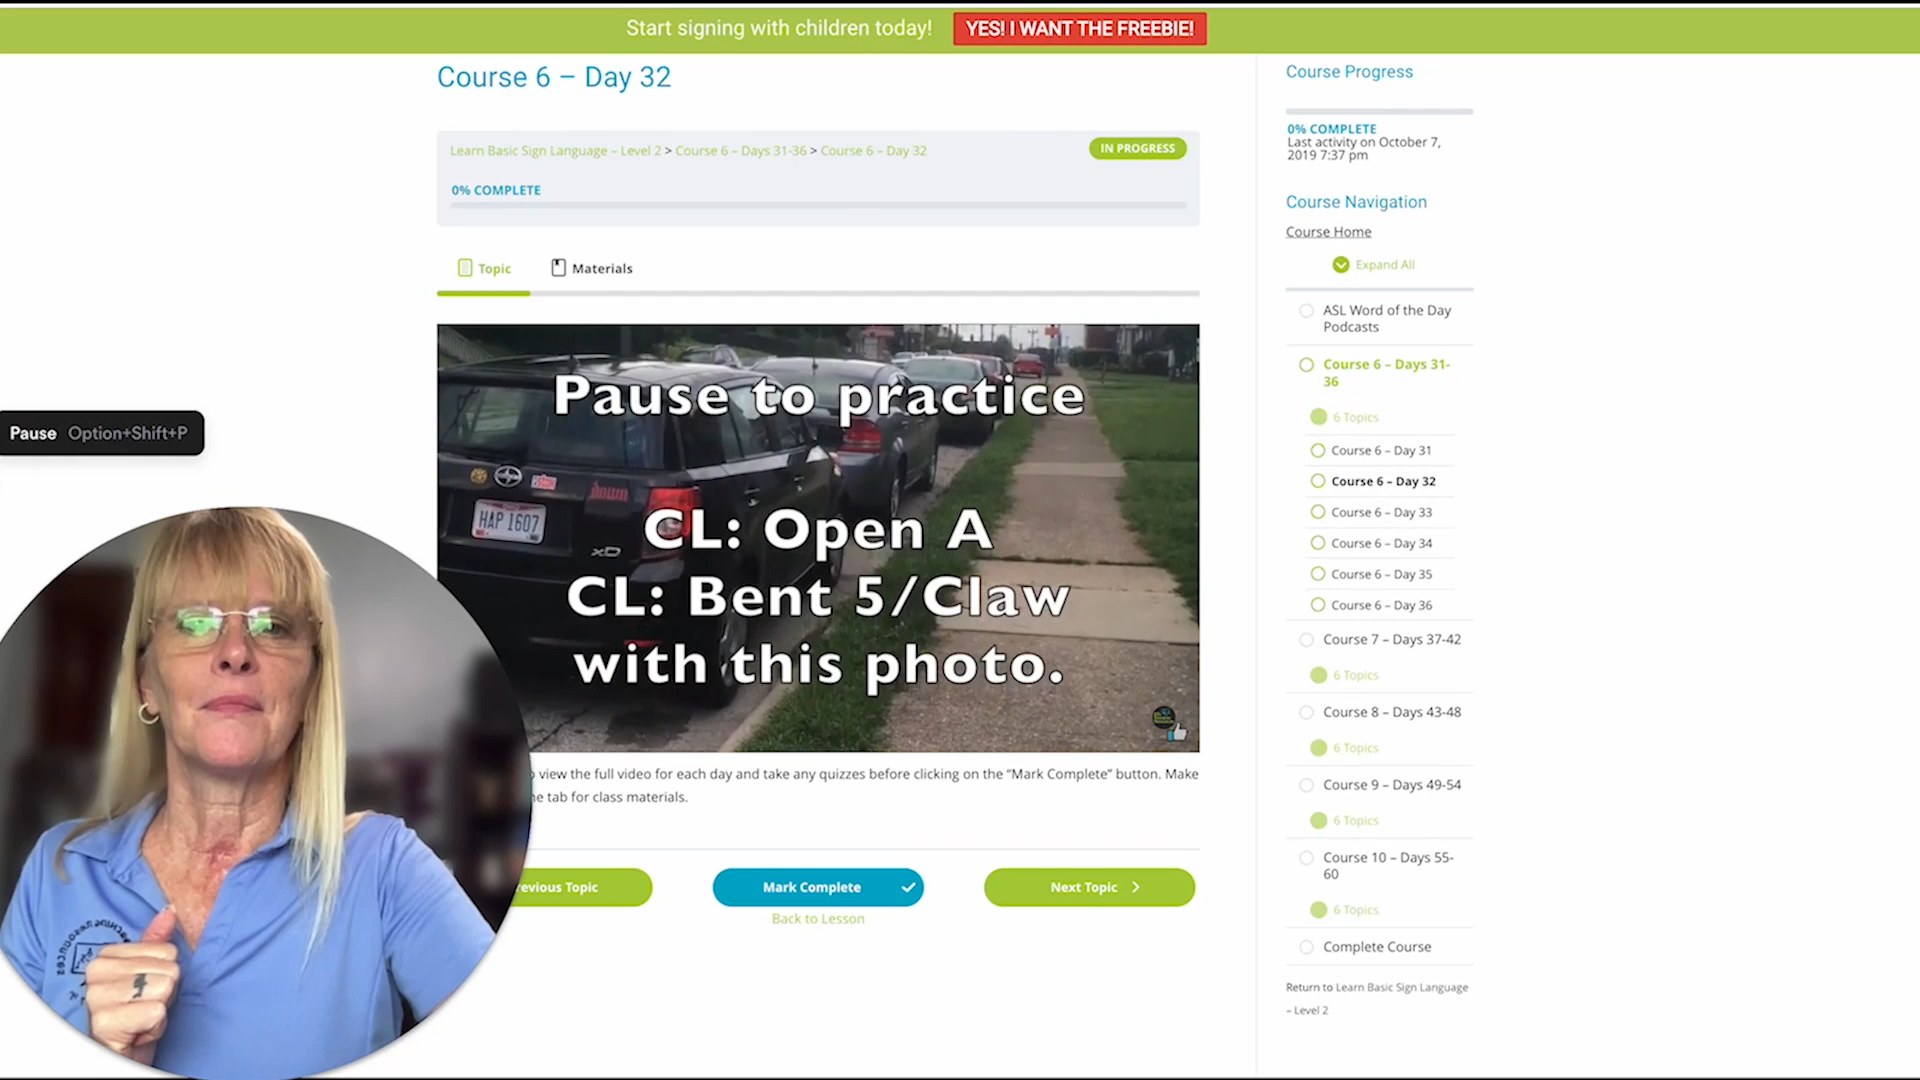 Start signing with children today!
YES! I WANT THE FREEBIE!
Course 6 – Day 32
Learn Basic Sign Language – Level 2 > Course 6 – Days 31-36 > Course 6 – Day 32
IN PROGRESS
0% COMPLETE
Topic
Materials
Pause to practice
CL: Open A
CL: Bent 5/Claw
with this photo.
HAP 1607
xD
down
view the full video for each day and take any quizzes before clicking on the “Mark Complete” button. Make
tab for class materials.
evious Topic
Mark Complete
Next Topic
Back to Lesson
Pause Option+Shift+P
Course Progress
0% COMPLETE
Last activity on October 7,
2019 7:37 pm
Course Navigation
Course Home
Expand All
ASL Word of the Day
Podcasts
Course 6 – Days 31-
36
6 Topics
Course 6 – Day 31
Course 6 – Day 32
Course 6 – Day 33
Course 6 – Day 34
Course 6 – Day 35
Course 6 – Day 36
Course 7 – Days 37-42
6 Topics
Course 8 – Days 43-48
6 Topics
Course 9 – Days 49-54
6 Topics
Course 10 – Days 55-
60
6 Topics
Complete Course
Return to Learn Basic Sign Language
– Level 2